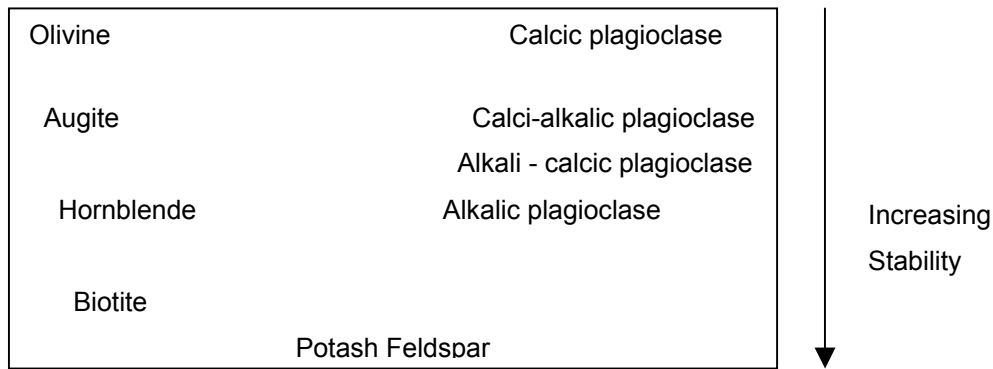 Olivine Calcic plagioclase
Augite Calci-alkalic plagioclase
Alkali - calcic plagioclase
Hornblende Alkalic plagioclase
Increasing
Stability
Biotite
Potash Feldspar